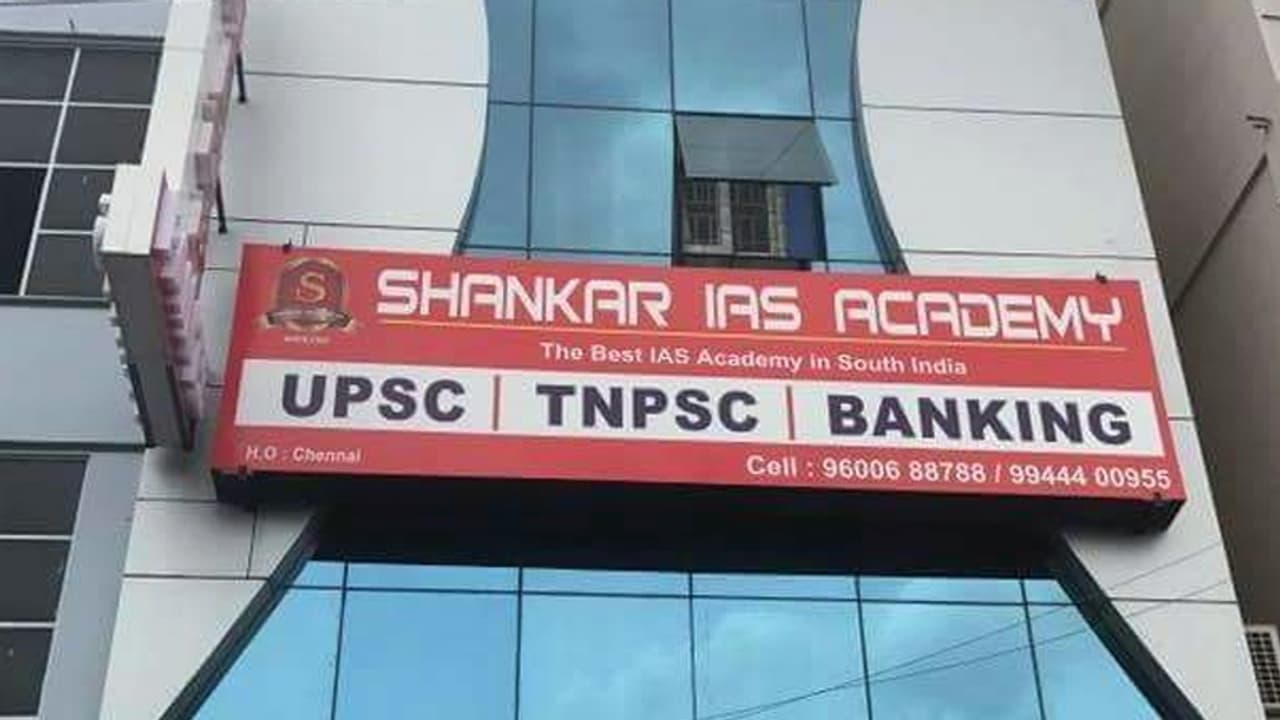 S
SHANKAR IAS ACADEMY
The Best IAS Academy in South India
UPSC | TNPSC | BANKING
H.O : Chennai
Cell : 96006 88788 / 99444 00955